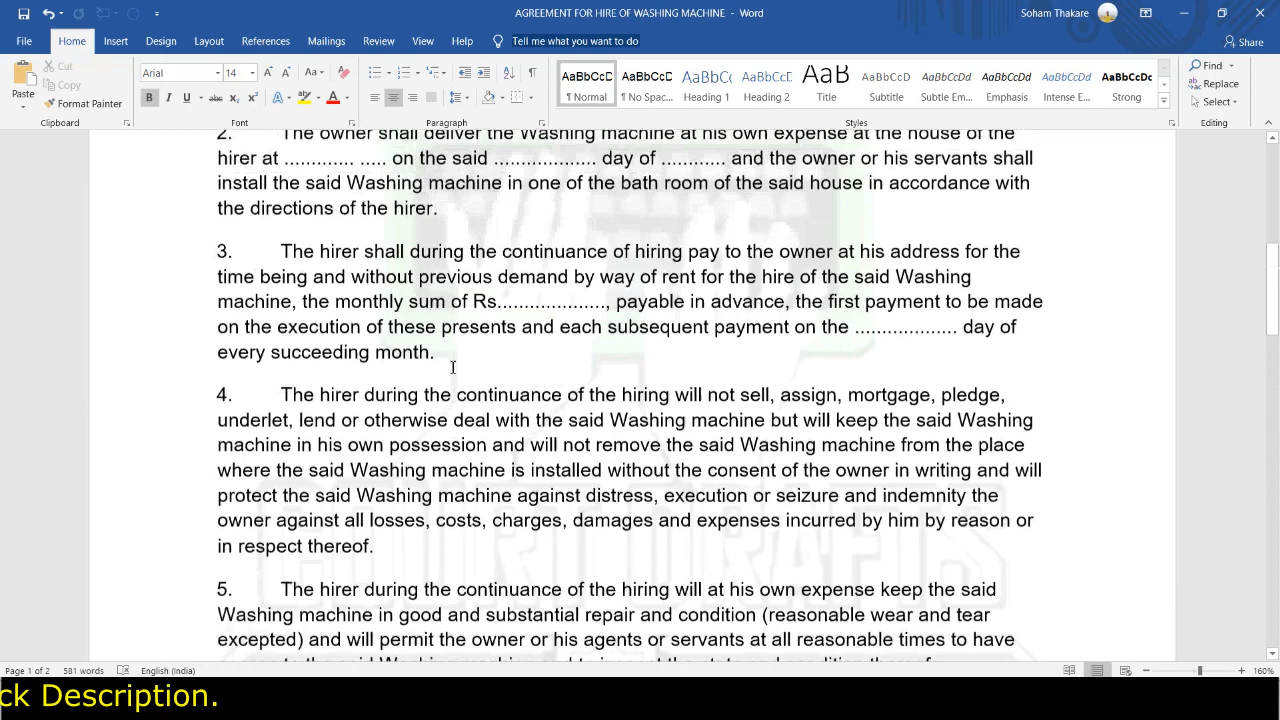 AGREEMENT FOR HIRE OF WASHING MACHINE - Word
Soham Thakare
File Home Insert Design Layout References Mailings Review View Help Tell me what you want to do
Share
Paste
Cut
Copy
Format Painter
Clipboard
Arial 14
Font
Paragraph
AaBbCcD AaBbCcD AaBbCc AaBbCcD AaB AaBbCcD AaBbCcDd AaBbCcDd AaBbCcDd AaBbCcDc
¶ Normal ¶ No Spac... Heading 1 Heading 2 Title Subtitle Subtle Em... Emphasis Intense E... Strong
Styles
Find
Replace
Select
Editing
2. The owner shall deliver the Washing machine at his own expense at the house of the
hirer at ............. ..... on the said .................. day of ............ and the owner or his servants shall
install the said Washing machine in one of the bath room of the said house in accordance with
the directions of the hirer.
3. The hirer shall during the continuance of hiring pay to the owner at his address for the
time being and without previous demand by way of rent for the hire of the said Washing
machine, the monthly sum of Rs...................., payable in advance, the first payment to be made
on the execution of these presents and each subsequent payment on the .................. day of
every succeeding month.
4. The hirer during the continuance of the hiring will not sell, assign, mortgage, pledge,
underlet, lend or otherwise deal with the said Washing machine but will keep the said Washing
machine in his own possession and will not remove the said Washing machine from the place
where the said Washing machine is installed without the consent of the owner in writing and will
protect the said Washing machine against distress, execution or seizure and indemnity the
owner against all losses, costs, charges, damages and expenses incurred by him by reason or
in respect thereof.
5. The hirer during the continuance of the hiring will at his own expense keep the said
Washing machine in good and substantial repair and condition (reasonable wear and tear
excepted) and will permit the owner or his agents or servants at all reasonable times to have
COURT DRAFTS
Page 1 of 2 581 words English (India) 160%
ck Description.